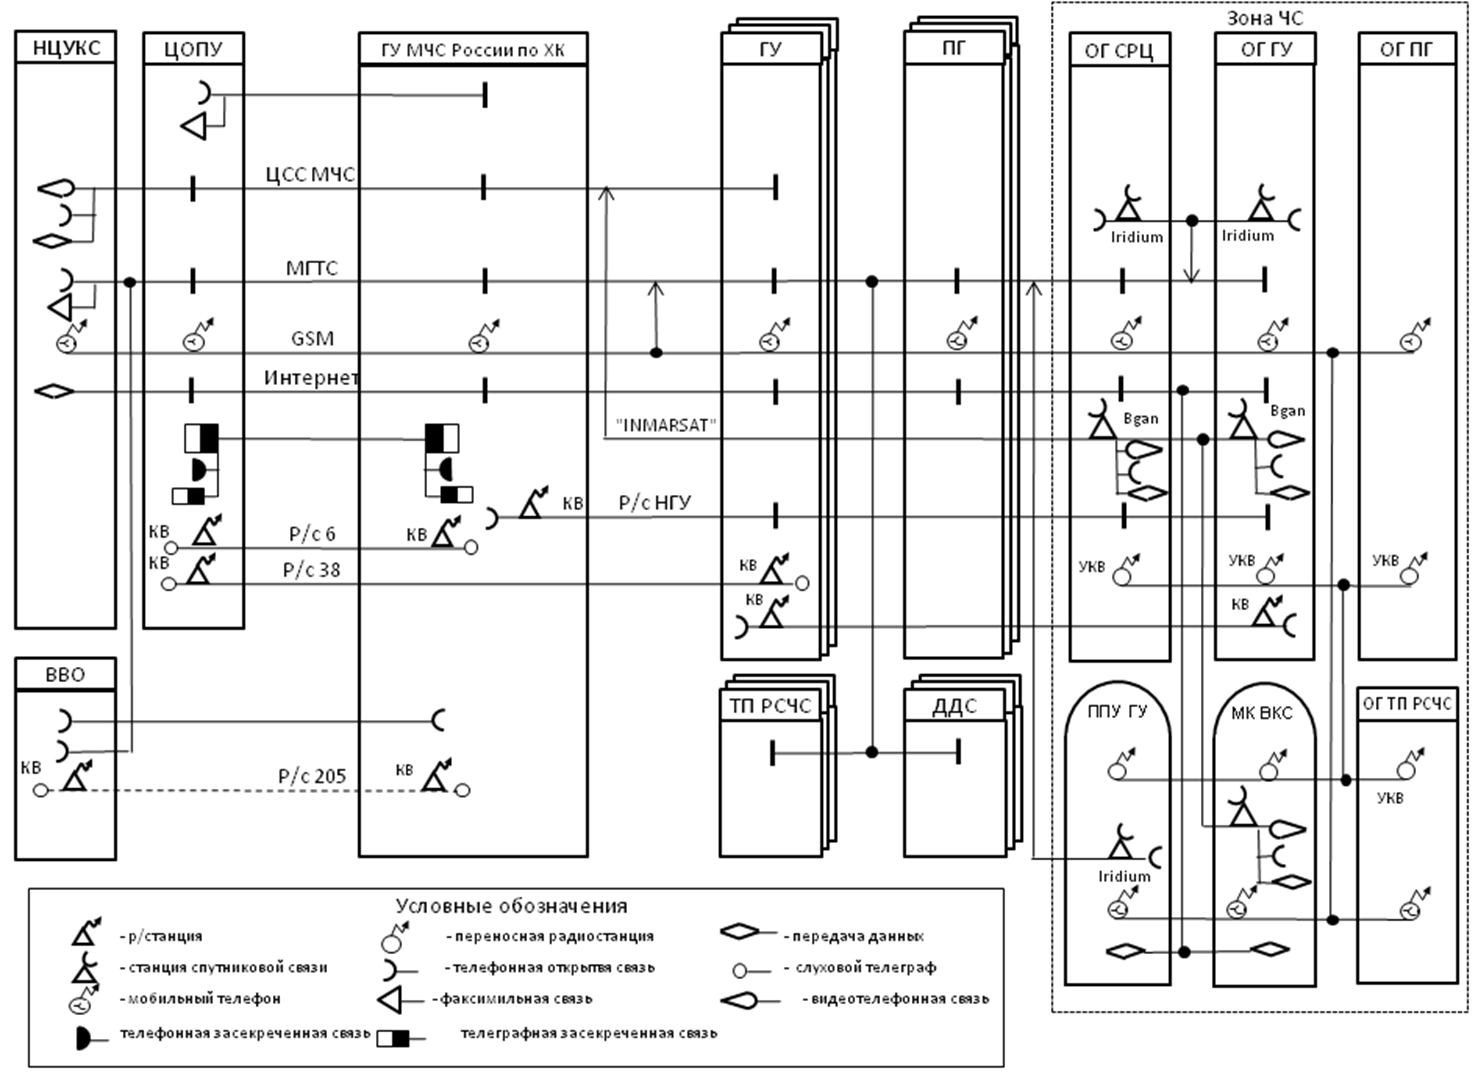 Зона ЧС
НЦУКС
ЦОПУ
ГУ МЧС России по ХК
ГУ
ПГ
ОГ СРЦ
ОГ ГУ
ОГ ПГ
ЦСС МЧС
Iridium
Iridium
МГТС
GSM
Интернет
"INMARSAT"
Bgan
Bgan
КВ
Р/с НГУ
КВ
Р/с 6
КВ
КВ
Р/с 38
КВ
УКВ
УКВ
УКВ
КВ
КВ
ВВО
ТП РСЧС
ДДС
ППУ ГУ
МК ВКС
ОГ ТП РСЧС
КВ
Р/с 205
КВ
УКВ
Iridium
Условные обозначения
- р/станция
- переносная радиостанция
- передача данных
- станция спутниковой связи
- телефонная открытвя связь
- слуховой телеграф
- мобильный телефон
- факсимильная связь
- видеотелефонная связь
телефонная засекреченная связь
телеграфная засекреченная связь